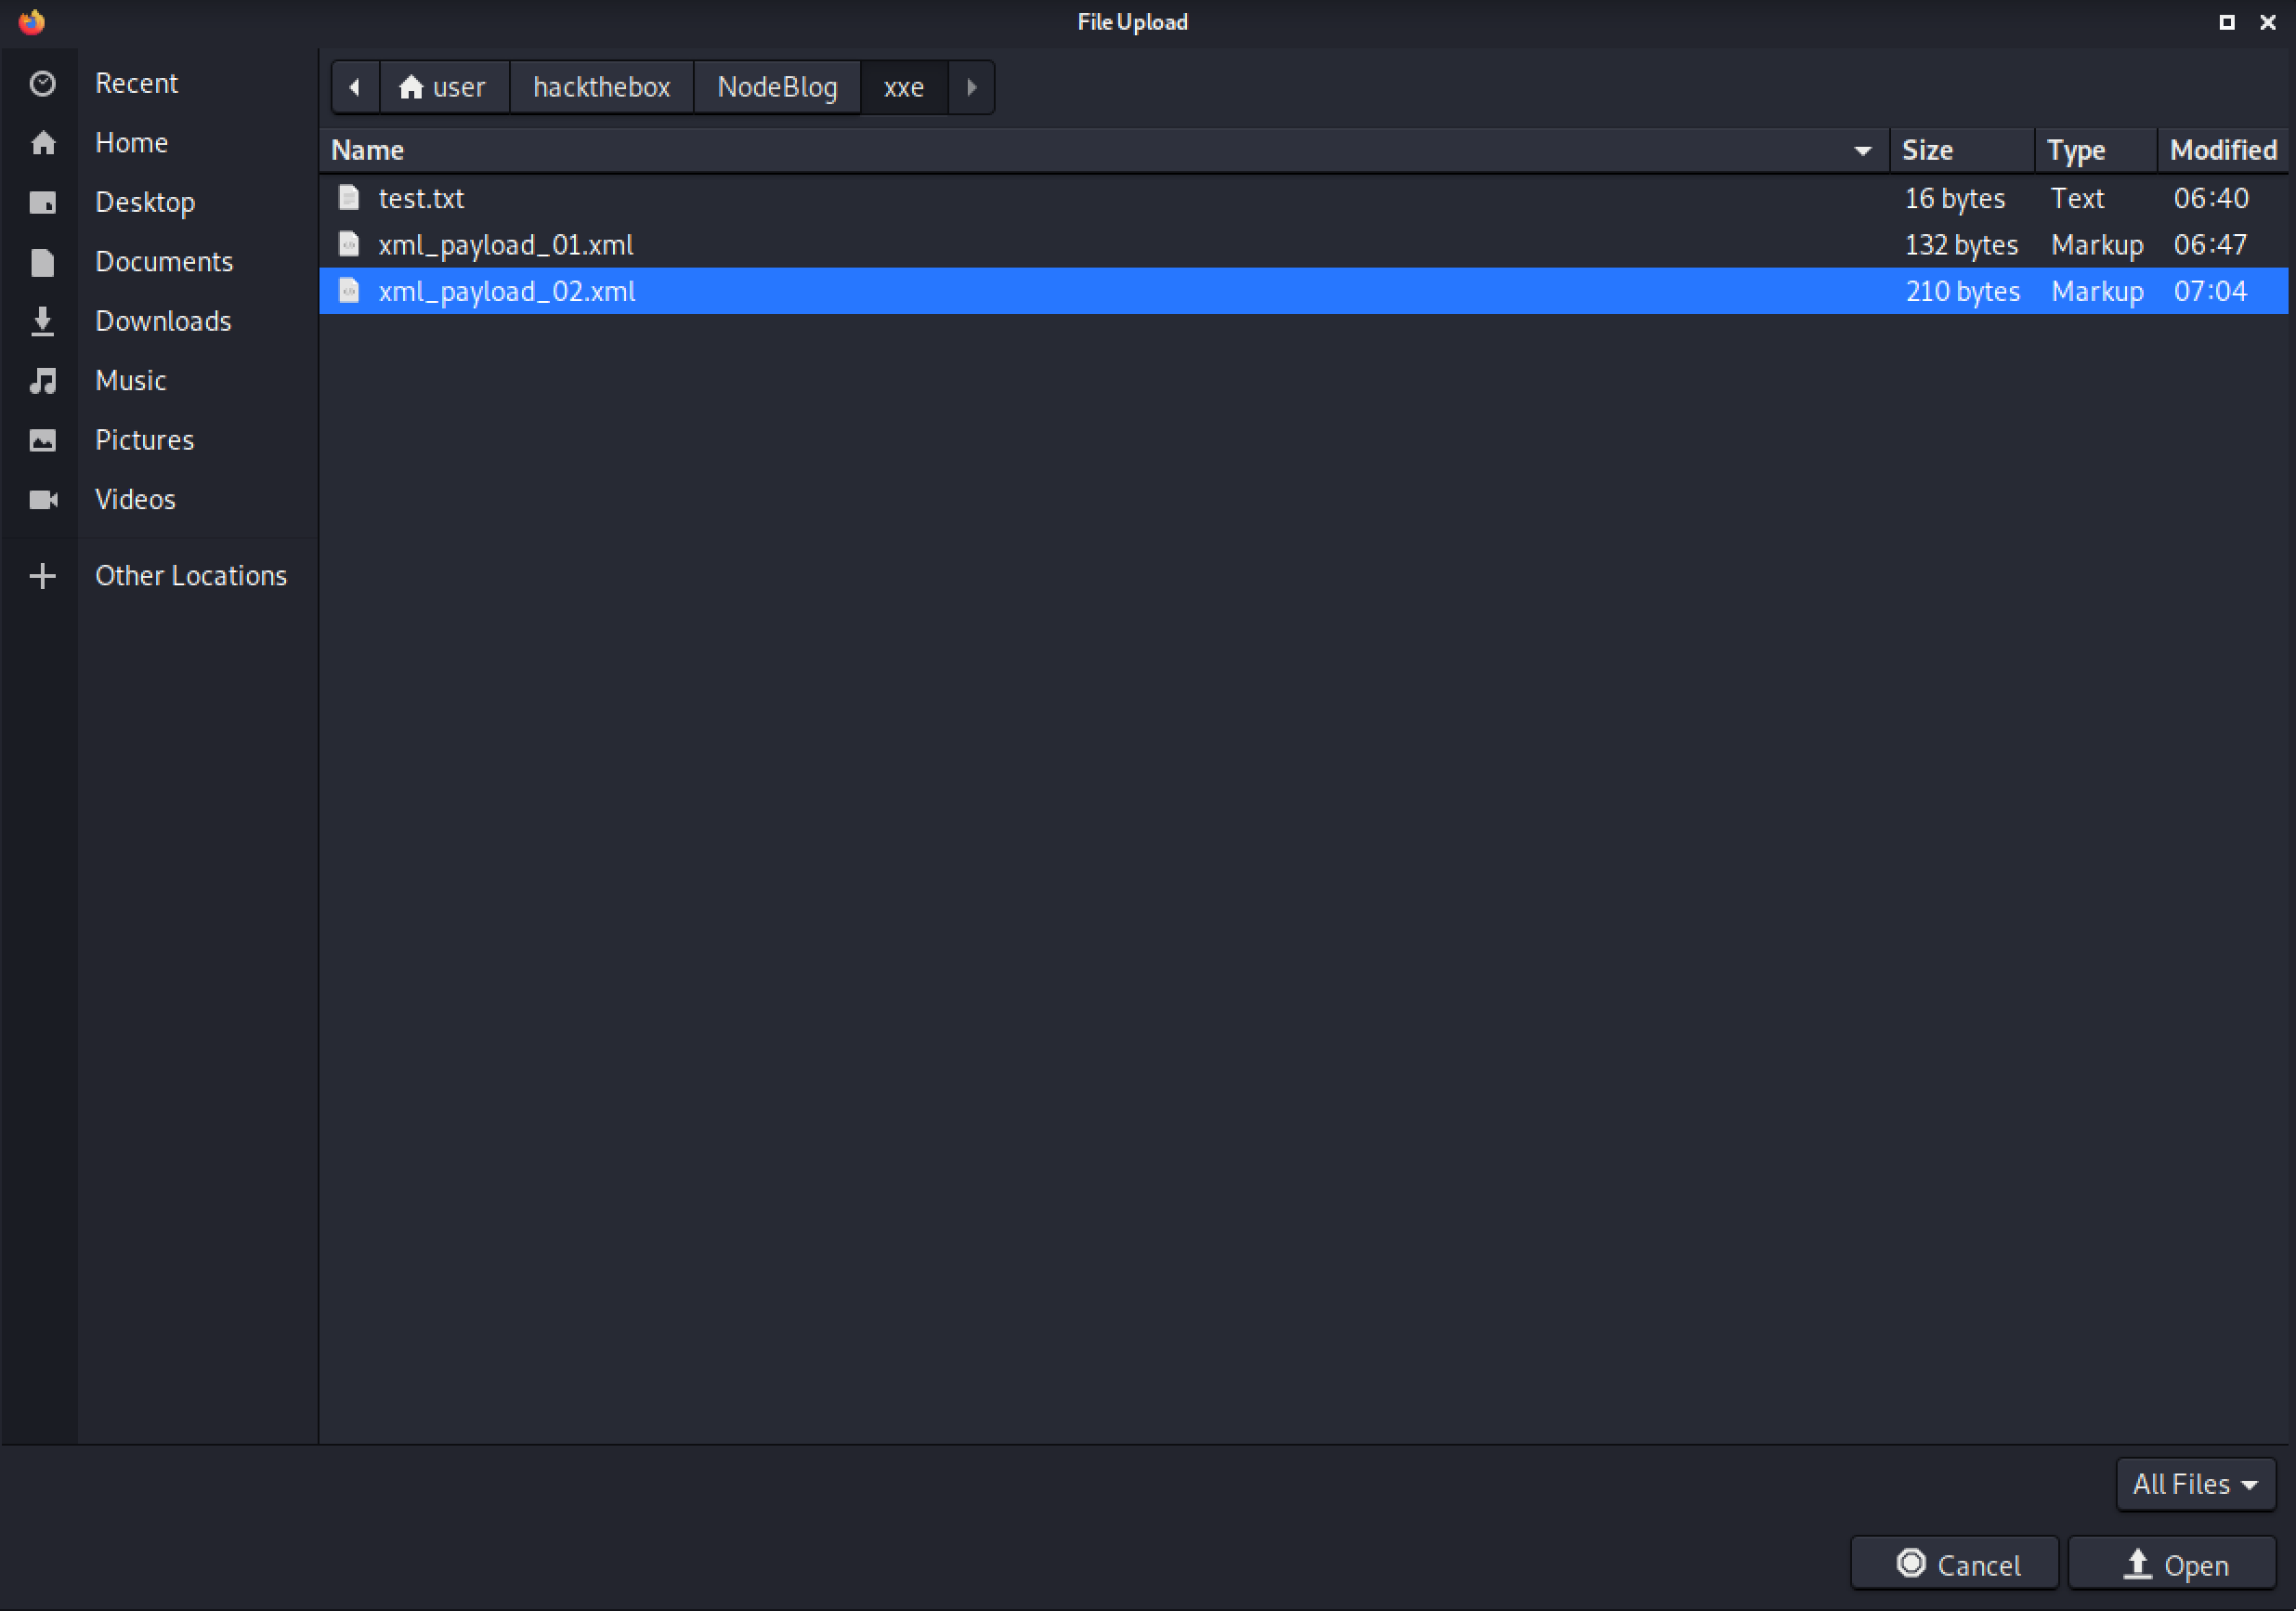 File Upload
Recent
Home
Desktop
Documents
Downloads
Music
Pictures
Videos
Other Locations
user hackthebox NodeBlog xxe
Name Size Type Modified
test.txt 16 bytes Text 06:40
xml_payload_01.xml 132 bytes Markup 06:47
xml_payload_02.xml 210 bytes Markup 07:04
All Files
Cancel Open